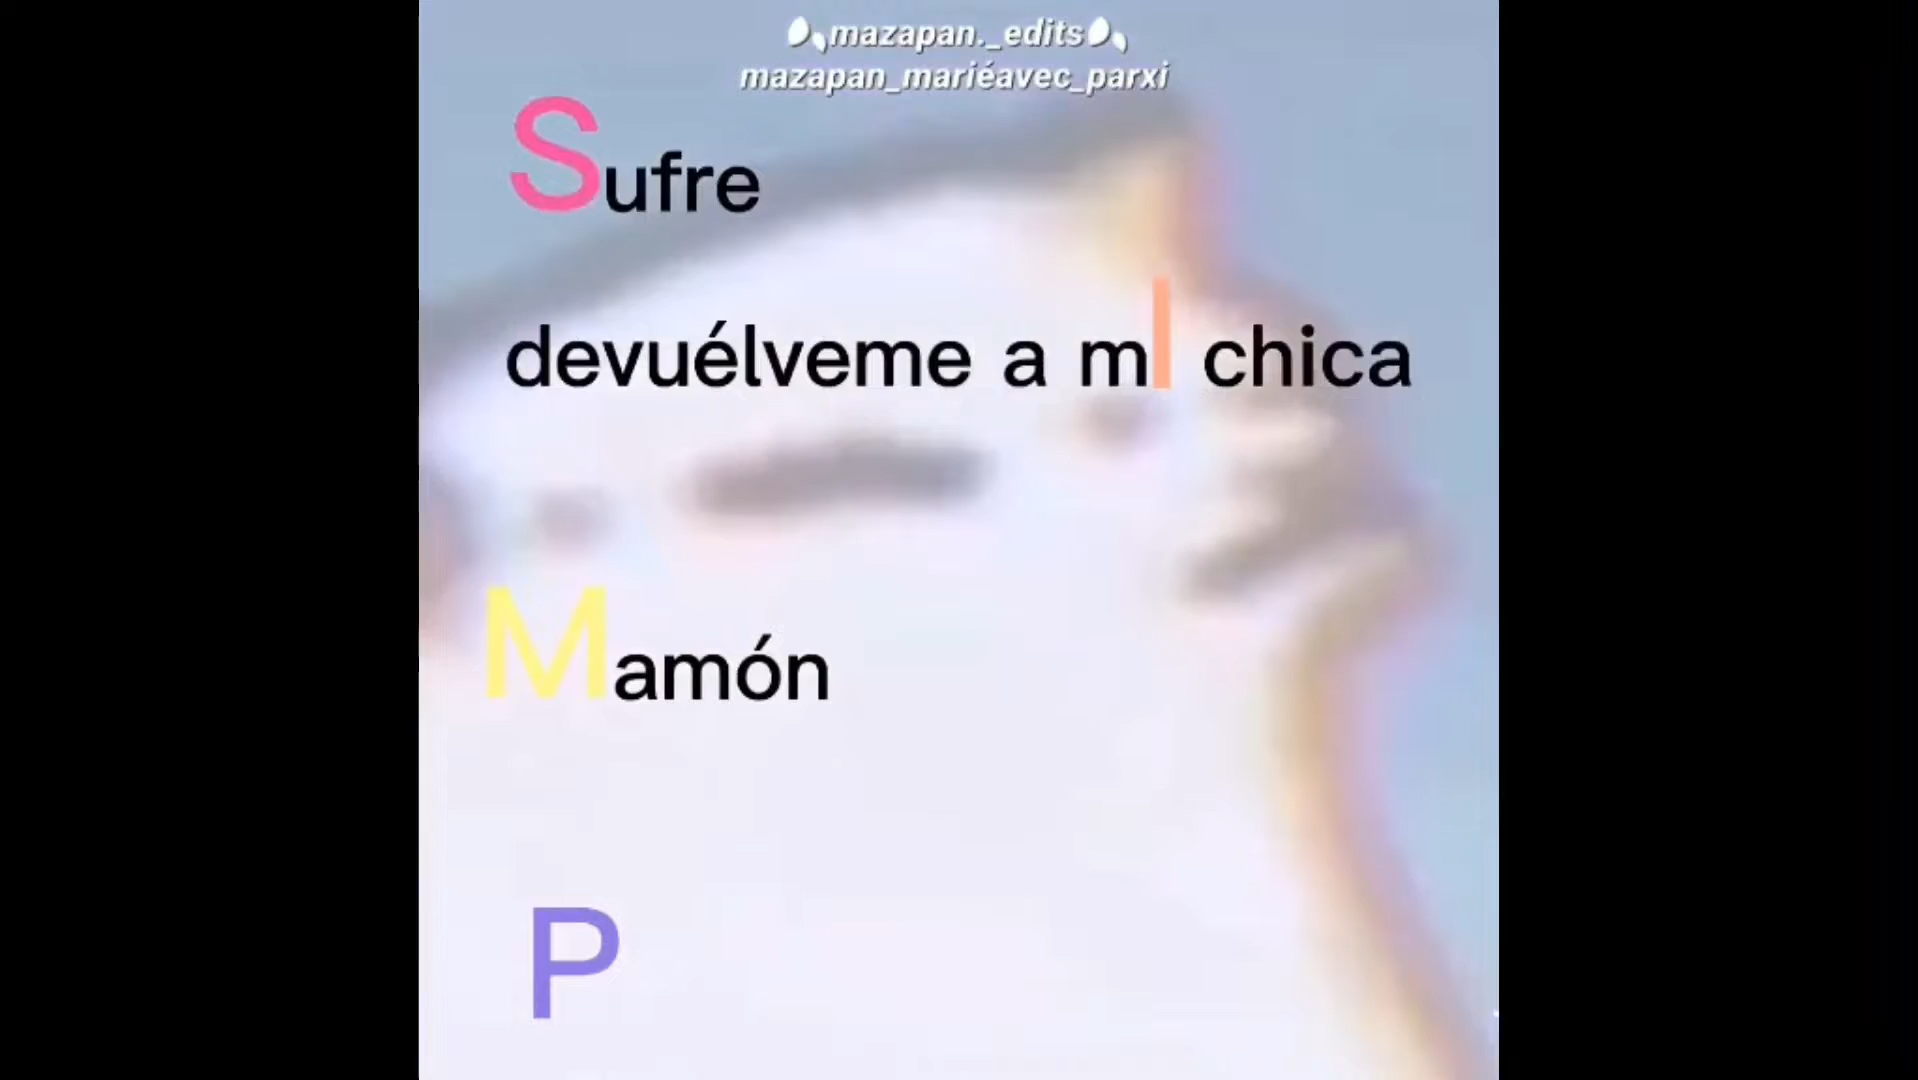 mazapan._edits
mazapan_mariéavec_parxi
Sufre
devuélveme a mI chica
Mamón
P